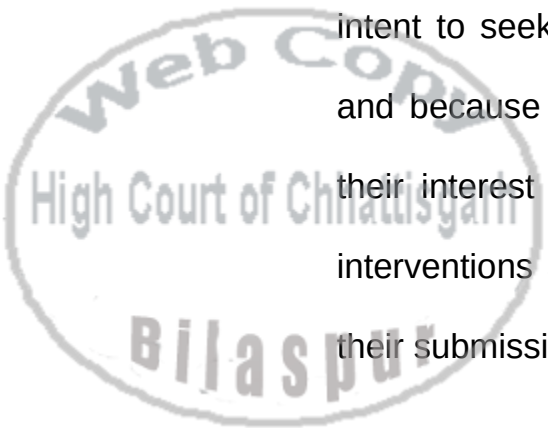 intent to seek
Web Copy
and because
High Court of Chhattisgarh
their interest
interventions
Bilaspur
their submissi